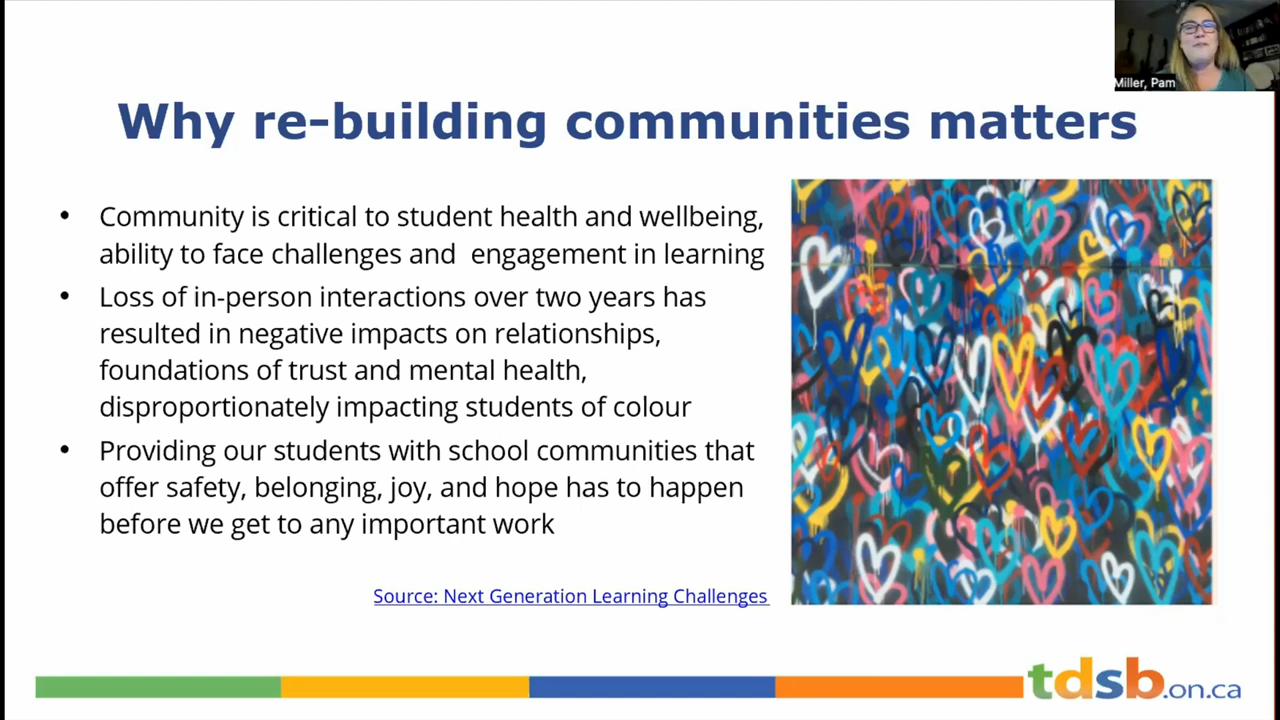 Miller, Pam
Why re-building communities matters
• Community is critical to student health and wellbeing,
ability to face challenges and  engagement in learning
• Loss of in-person interactions over two years has
resulted in negative impacts on relationships,
foundations of trust and mental health,
disproportionately impacting students of colour
• Providing our students with school communities that
offer safety, belonging, joy, and hope has to happen
before we get to any important work
Source: Next Generation Learning Challenges
tdsb.on.ca